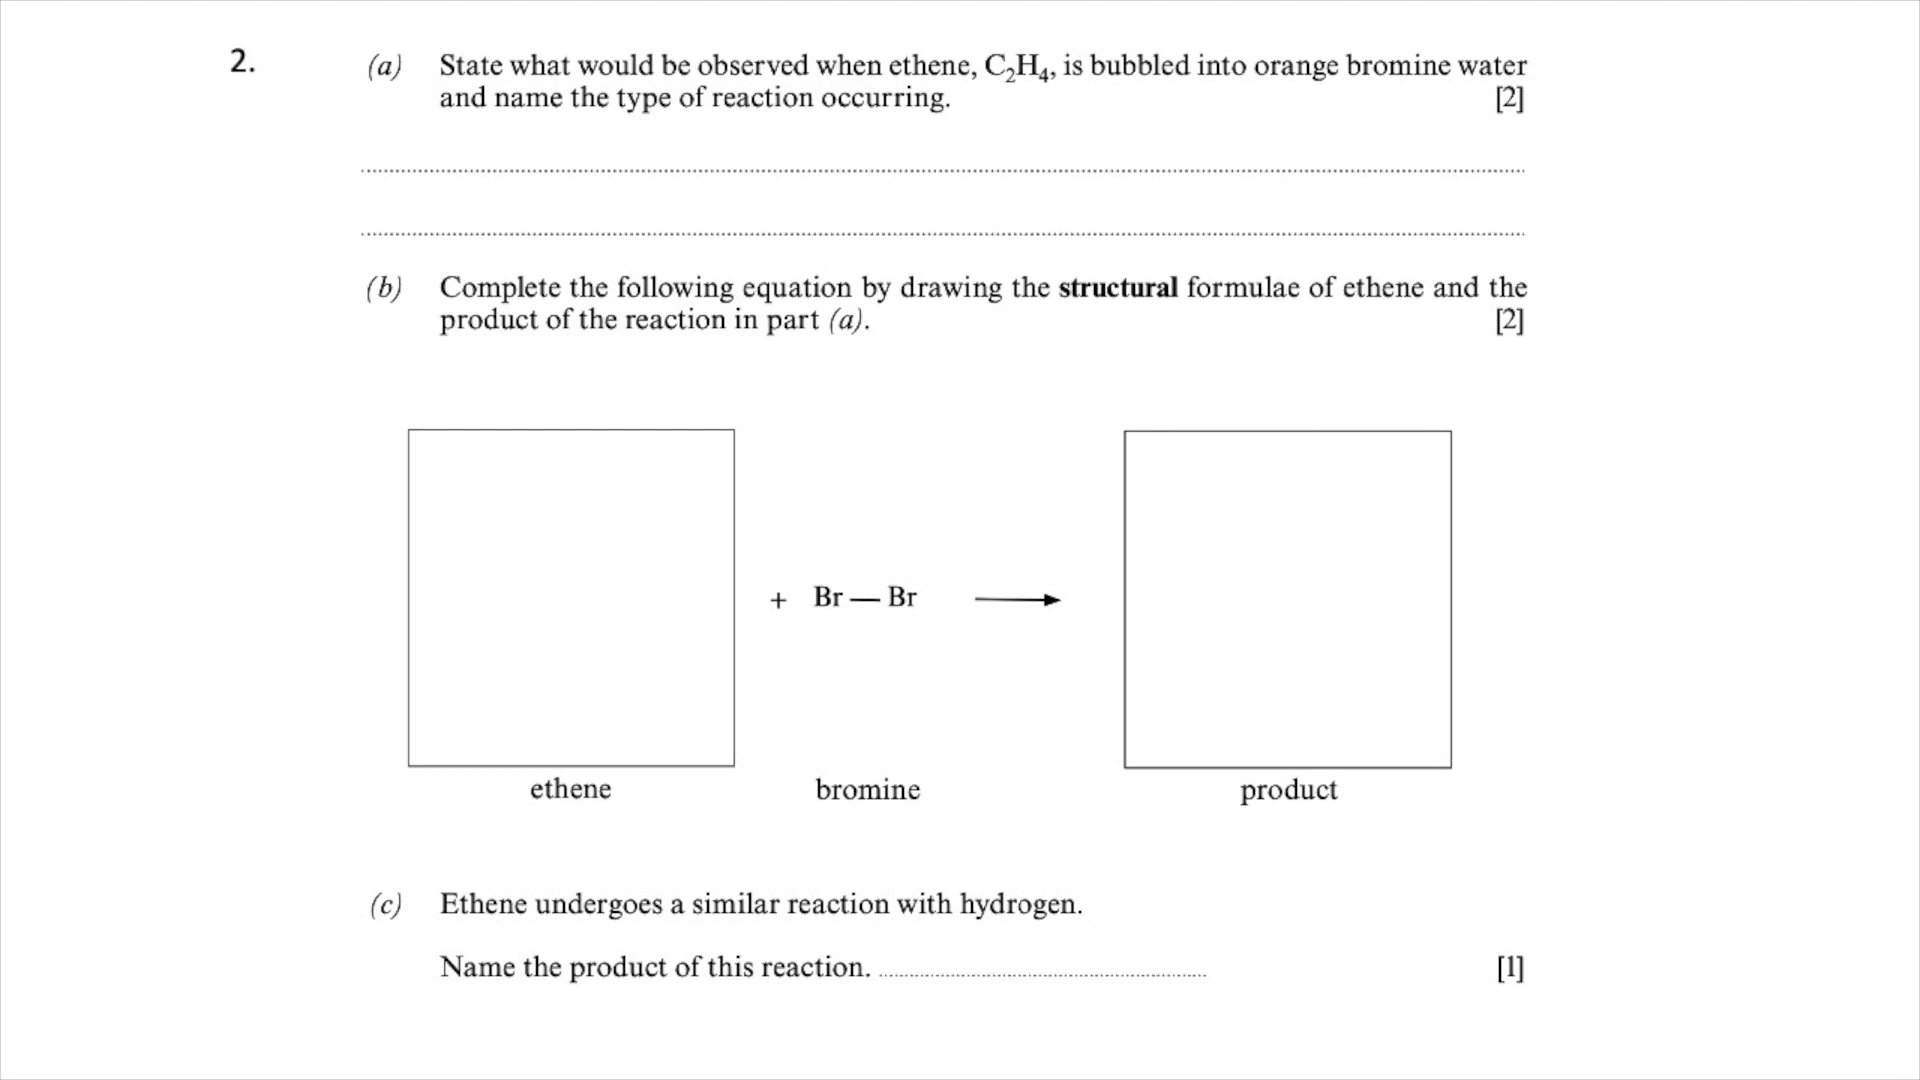 2. (a) State what would be observed when ethene, C₂H₄, is bubbled into orange bromine water
and name the type of reaction occurring. [2]
(b) Complete the following equation by drawing the structural formulae of ethene and the
product of the reaction in part (a). [2]
+ Br — Br ⟶
ethene bromine product
(c) Ethene undergoes a similar reaction with hydrogen.
Name the product of this reaction. [1]